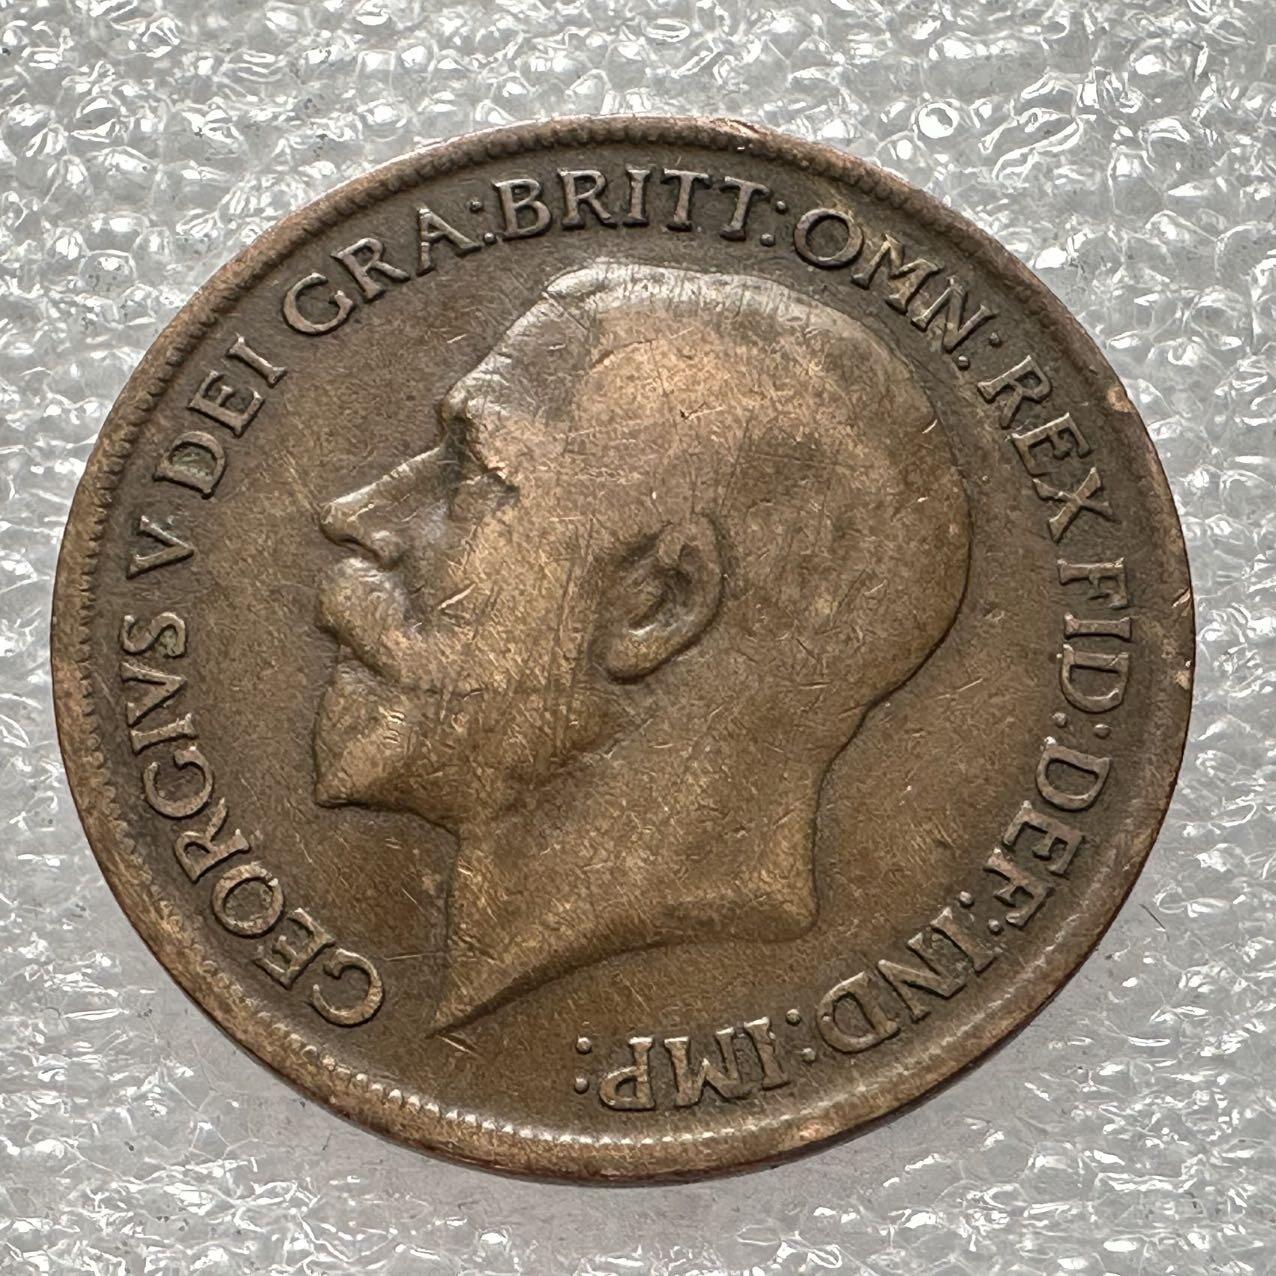 GEORGIVS V DEI GRA:BRITT:OMN:REX FID:DEF:IND:IMP: